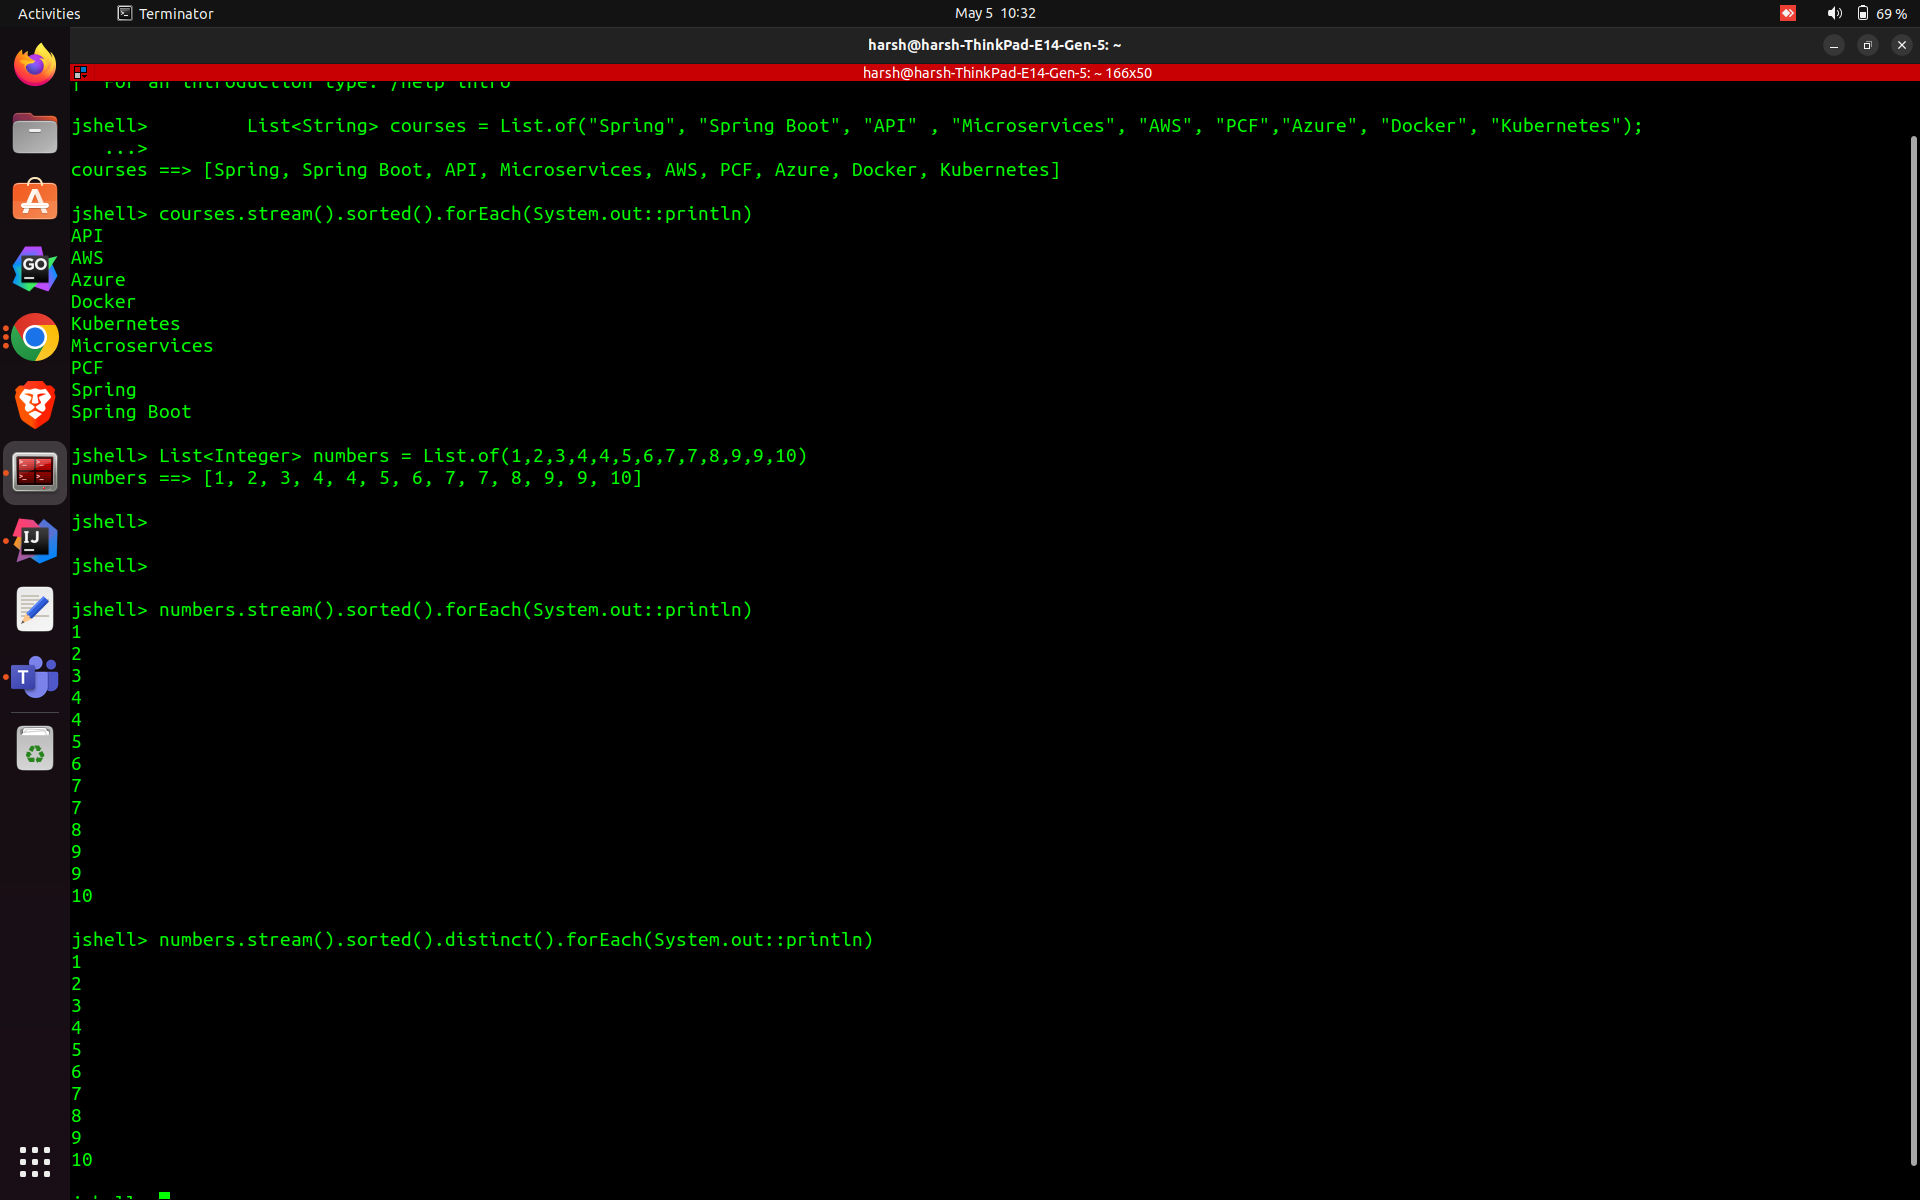 Activities Terminator May 5 10:32 69 %
harsh@harsh-ThinkPad-E14-Gen-5: ~
harsh@harsh-ThinkPad-E14-Gen-5: ~ 166x50
| For an introduction type: /help intro
jshell>         List<String> courses = List.of("Spring", "Spring Boot", "API" , "Microservices", "AWS", "PCF","Azure", "Docker", "Kubernetes");
   ...>
courses ==> [Spring, Spring Boot, API, Microservices, AWS, PCF, Azure, Docker, Kubernetes]
jshell> courses.stream().sorted().forEach(System.out::println)
API
AWS
Azure
Docker
Kubernetes
Microservices
PCF
Spring
Spring Boot
jshell> List<Integer> numbers = List.of(1,2,3,4,4,5,6,7,7,8,9,9,10)
numbers ==> [1, 2, 3, 4, 4, 5, 6, 7, 7, 8, 9, 9, 10]
jshell>
jshell>
jshell> numbers.stream().sorted().forEach(System.out::println)
1
2
3
4
4
5
6
7
7
8
9
9
10
jshell> numbers.stream().sorted().distinct().forEach(System.out::println)
1
2
3
4
5
6
7
8
9
10
jshell>